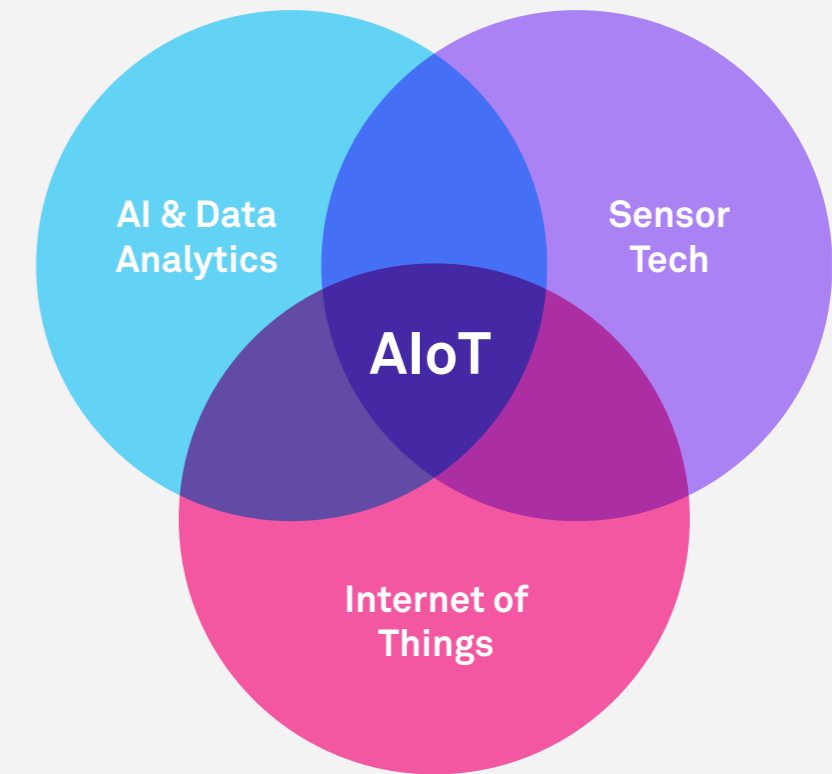 AI & Data
Analytics
Sensor
Tech
AIoT
Internet of
Things